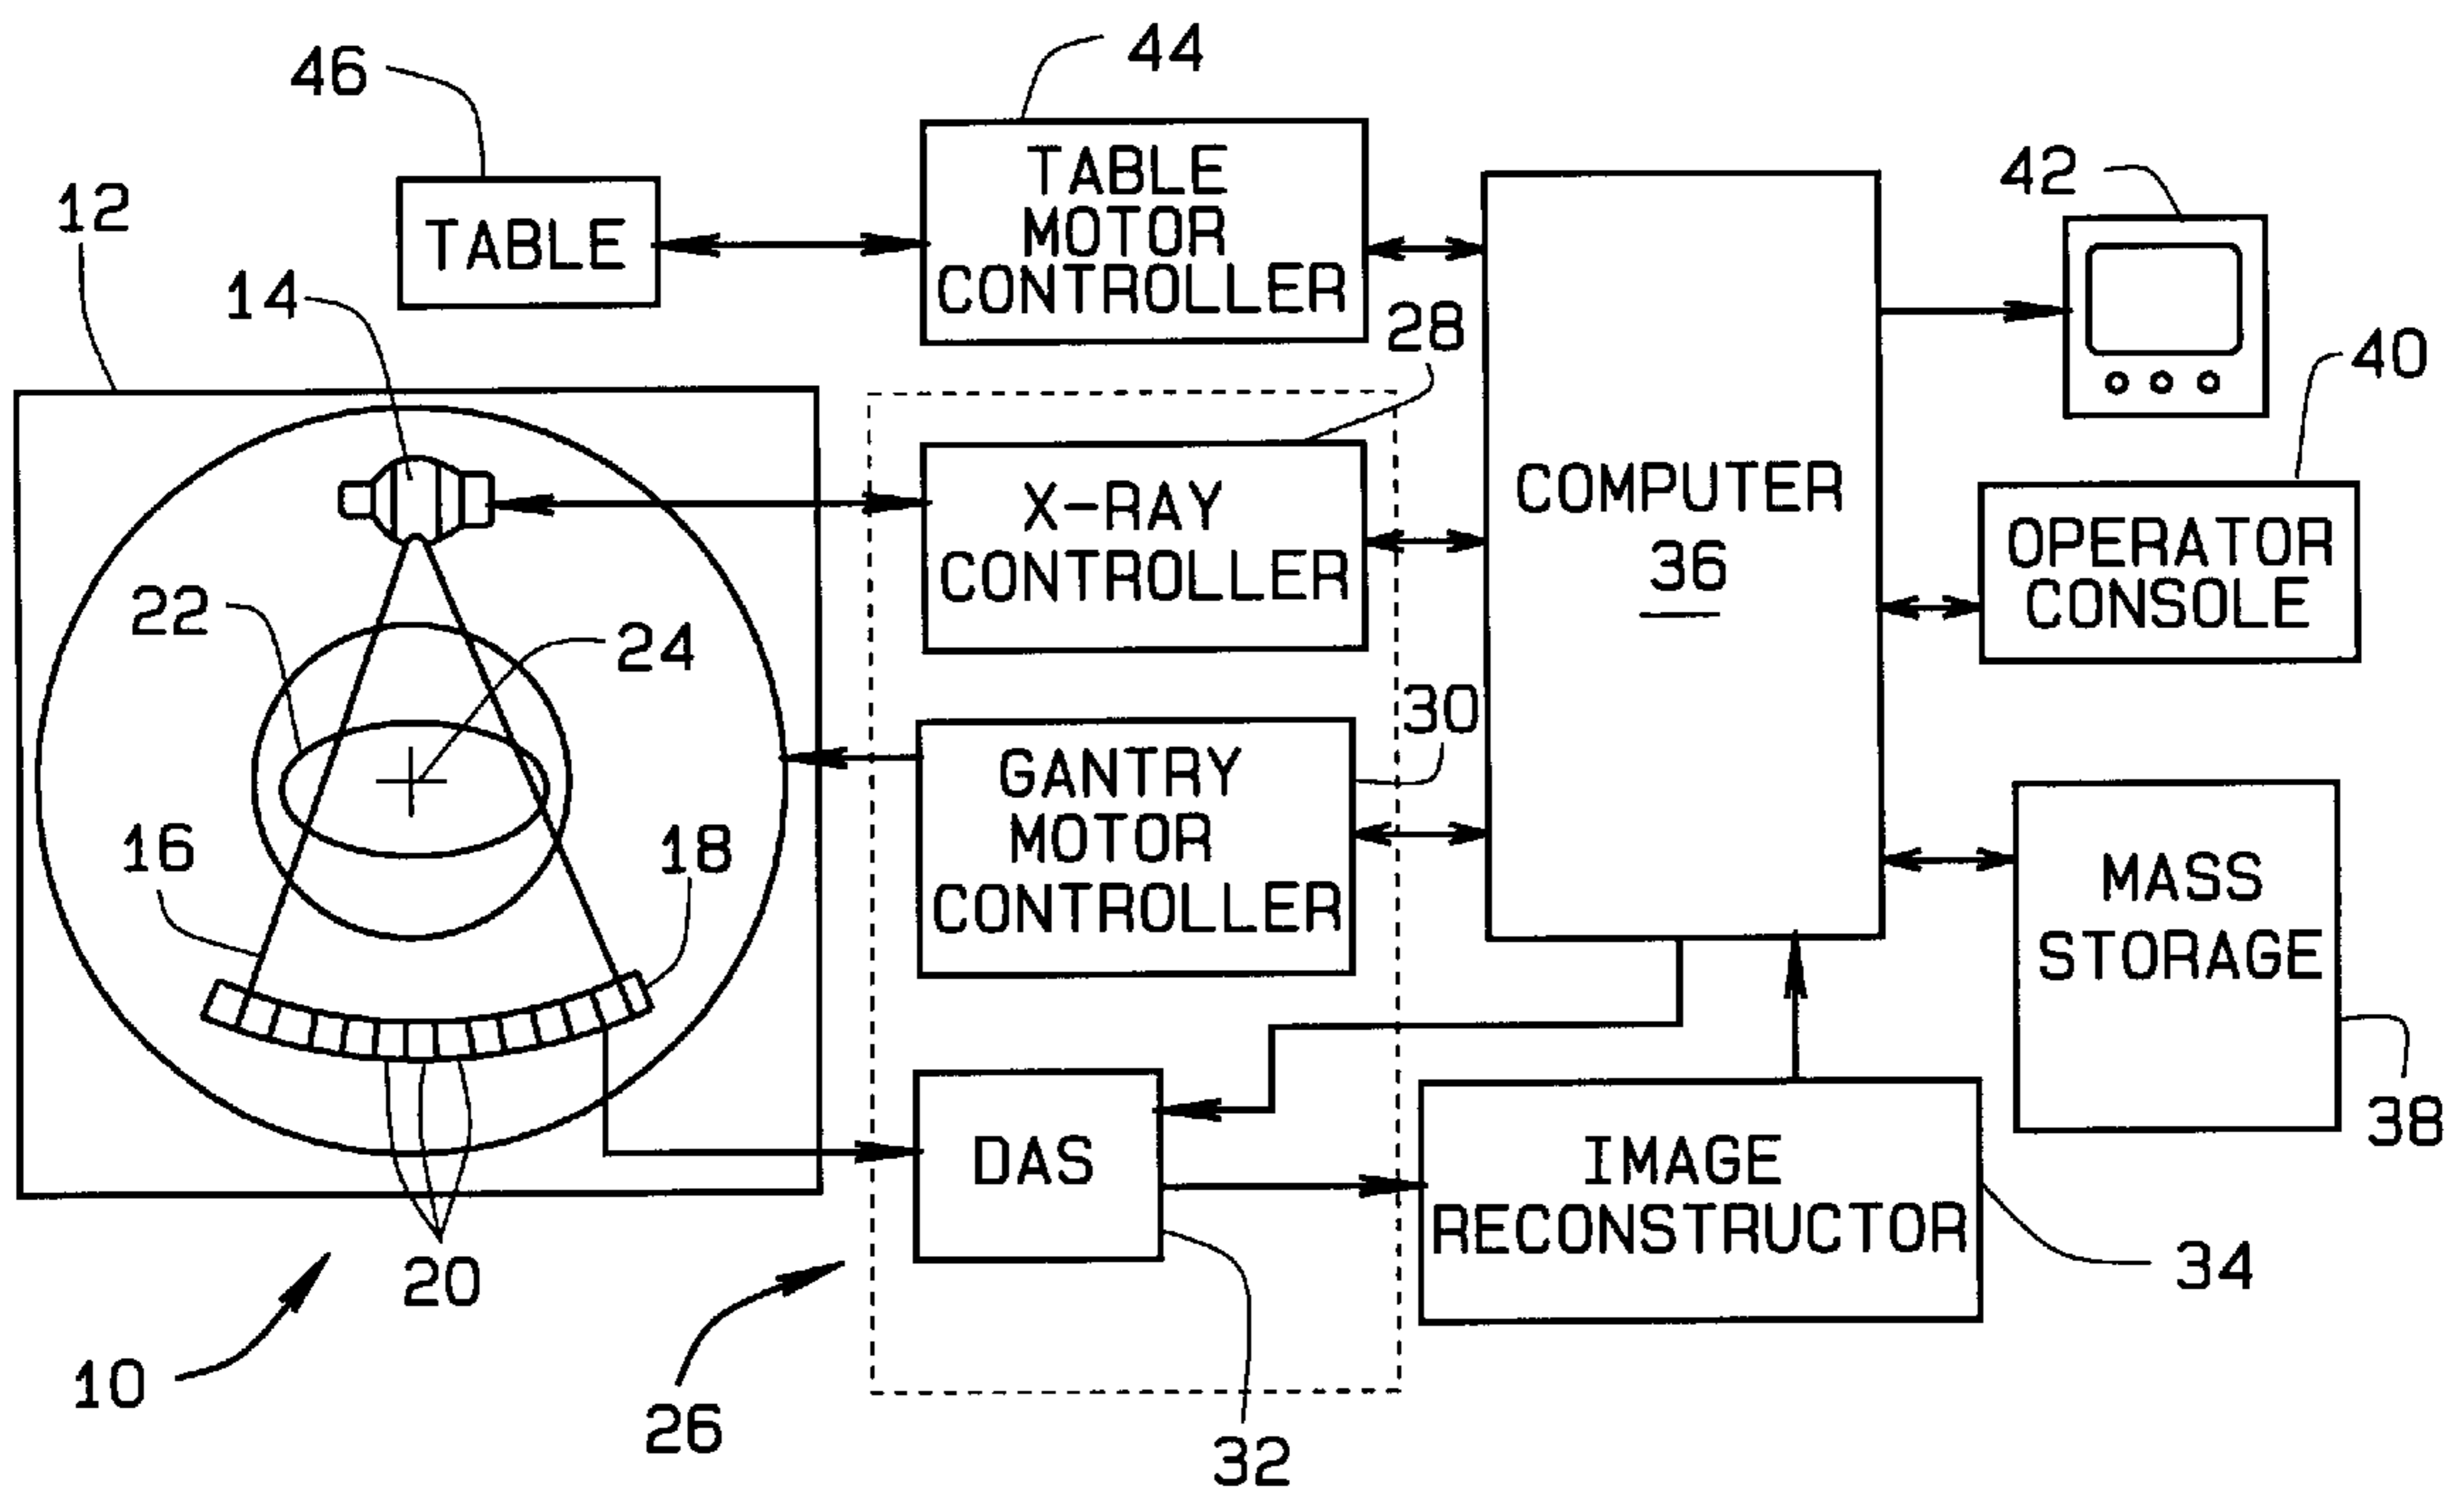 44
46
TABLE
MOTOR
CONTROLLER
42
12
TABLE
14
28
40
COMPUTER
36
X-RAY
CONTROLLER
OPERATOR
CONSOLE
22
24
30
GANTRY
MOTOR
CONTROLLER
16
18
MASS
STORAGE
38
DAS
IMAGE
RECONSTRUCTOR
34
20
10
26
32